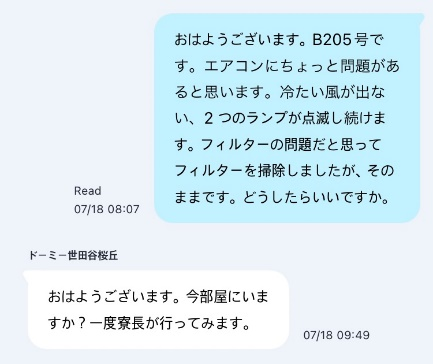 おはようございます。B205号で
す。エアコンにちょっと問題があ
ると思います。冷たい風が出な
い、2 つのランプが点滅し続けま
す。フィルターの問題だと思って
フィルターを掃除しましたが、その
ままです。どうしたらいいですか。
Read
07/18 08:07
ドーミー世田谷桜丘
おはようございます。今部屋にいま
すか？一度寮長が行ってみます。
07/18 09:49